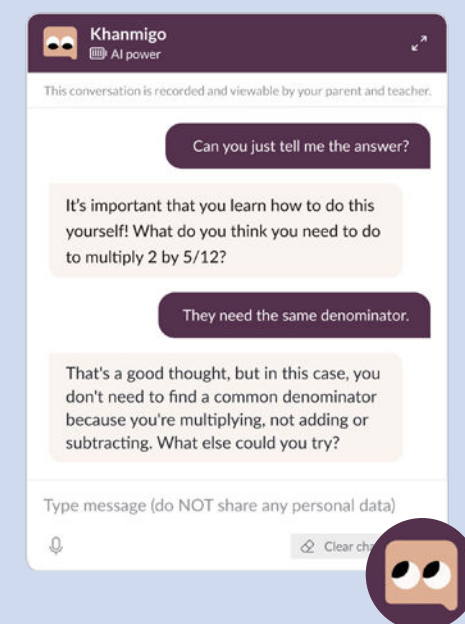 Khanmigo
AI power
This conversation is recorded and viewable by your parent and teacher.
Can you just tell me the answer?
It's important that you learn how to do this
yourself! What do you think you need to do
to multiply 2 by 5/12?
They need the same denominator.
That's a good thought, but in this case, you
don't need to find a common denominator
because you're multiplying, not adding or
subtracting. What else could you try?
Type message (do NOT share any personal data)
Clear